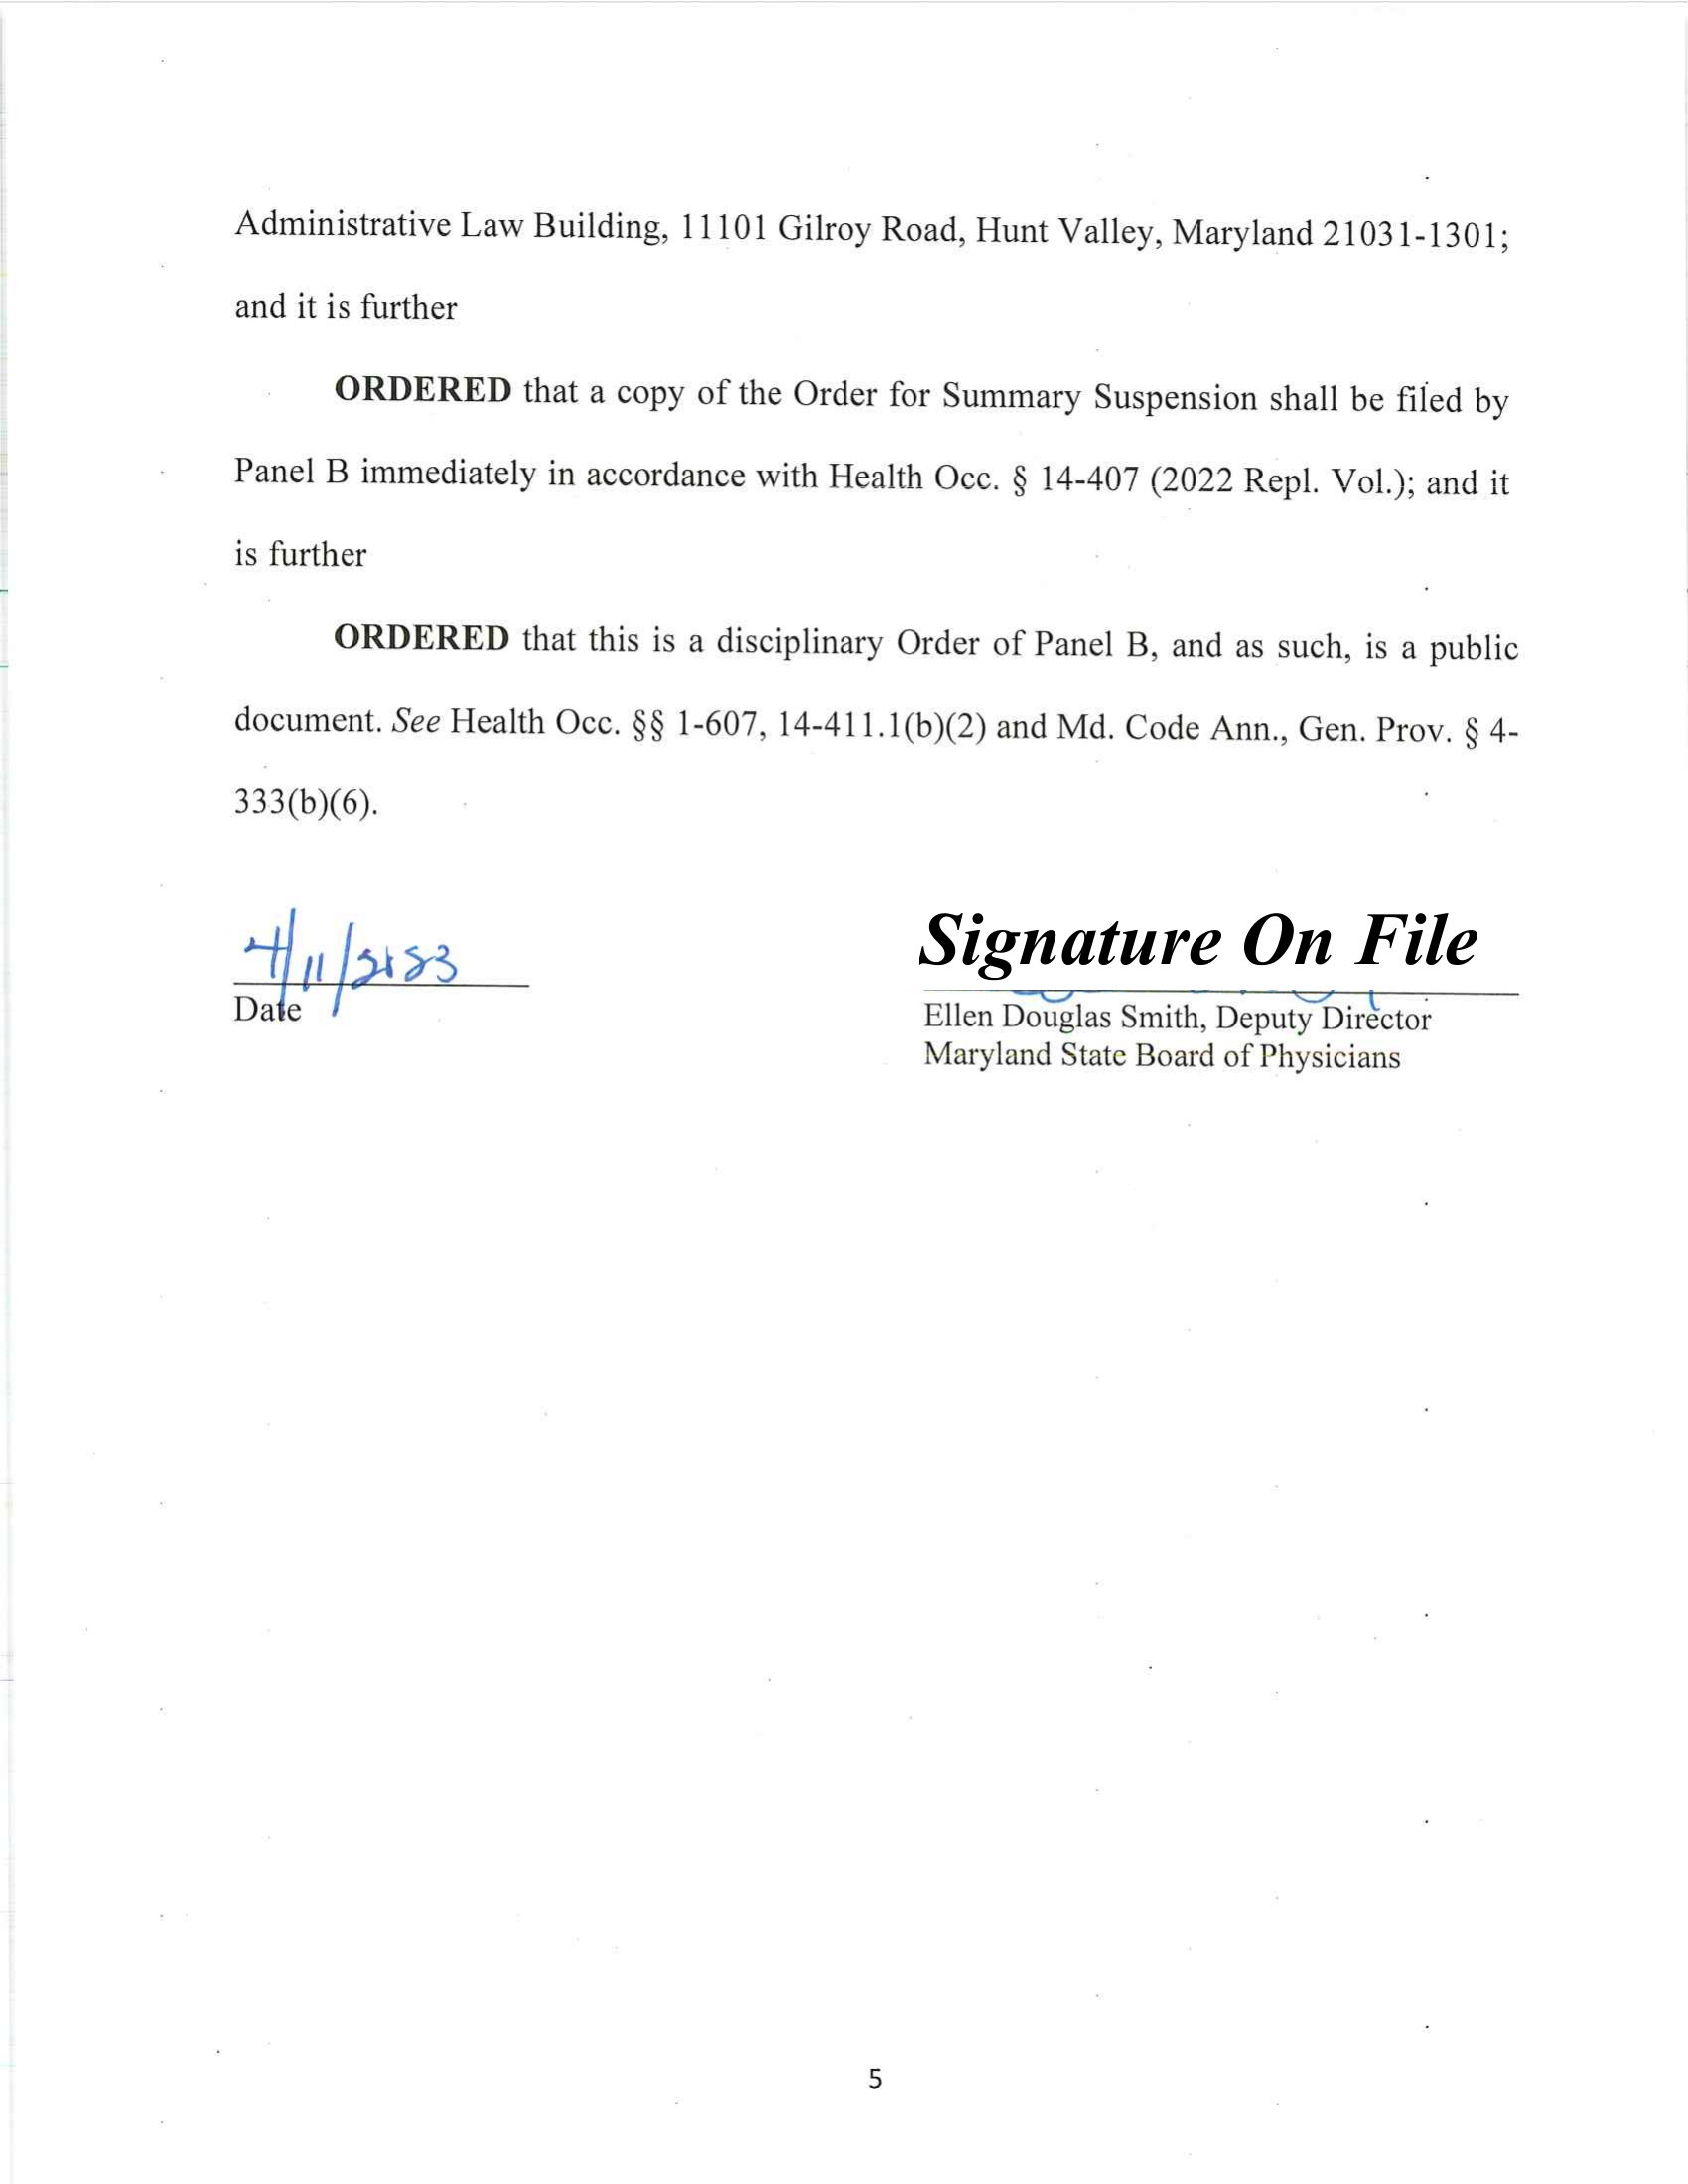 Administrative Law Building, 11101 Gilroy Road, Hunt Valley, Maryland 21031-1301;
and it is further
ORDERED that a copy of the Order for Summary Suspension shall be filed by
Panel B immediately in accordance with Health Occ. § 14-407 (2022 Repl. Vol.); and it
is further
ORDERED that this is a disciplinary Order of Panel B, and as such, is a public
document. See Health Occ. §§ 1-607, 14-411.1(b)(2) and Md. Code Ann., Gen. Prov. § 4-
333(b)(6).
4/11/
Date
Signature On File
Ellen Douglas Smith, Deputy Director
Maryland State Board of Physicians
5